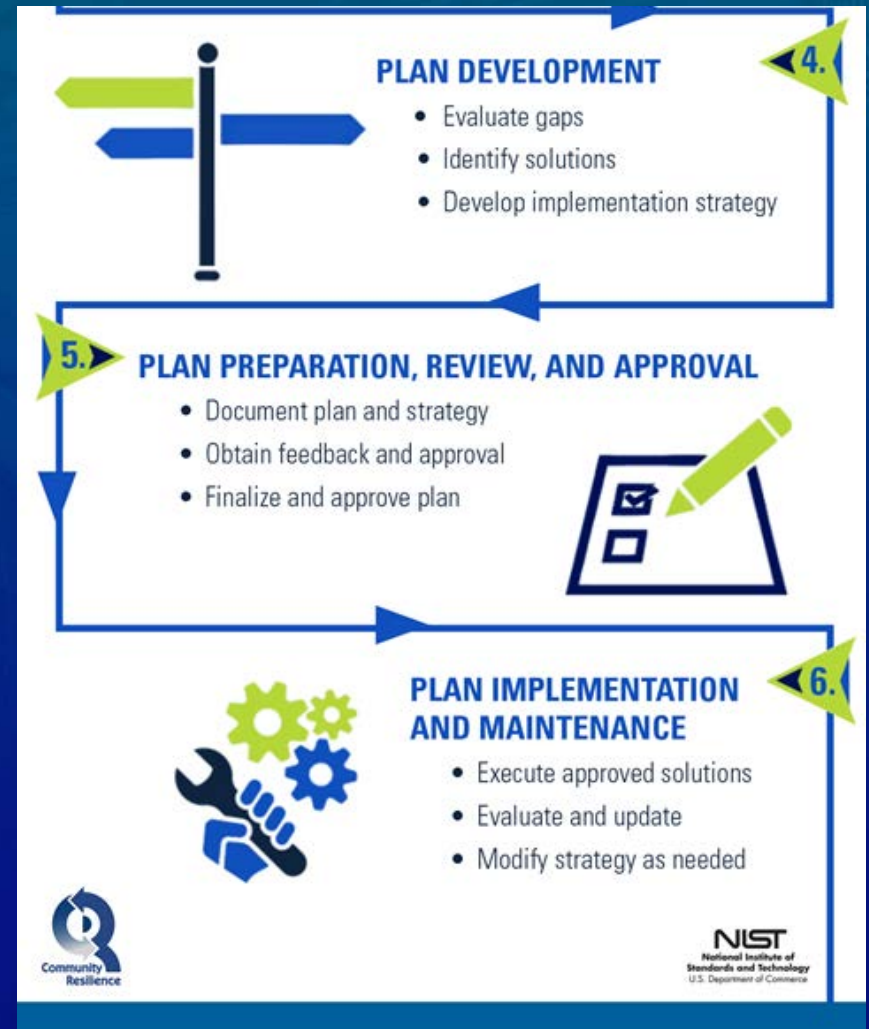 4.
PLAN DEVELOPMENT
• Evaluate gaps
• Identify solutions
• Develop implementation strategy
5.
PLAN PREPARATION, REVIEW, AND APPROVAL
• Document plan and strategy
• Obtain feedback and approval
• Finalize and approve plan
6.
PLAN IMPLEMENTATION
AND MAINTENANCE
• Execute approved solutions
• Evaluate and update
• Modify strategy as needed
Community
Resilience
NIST
National Institute of
Standards and Technology
U.S. Department of Commerce